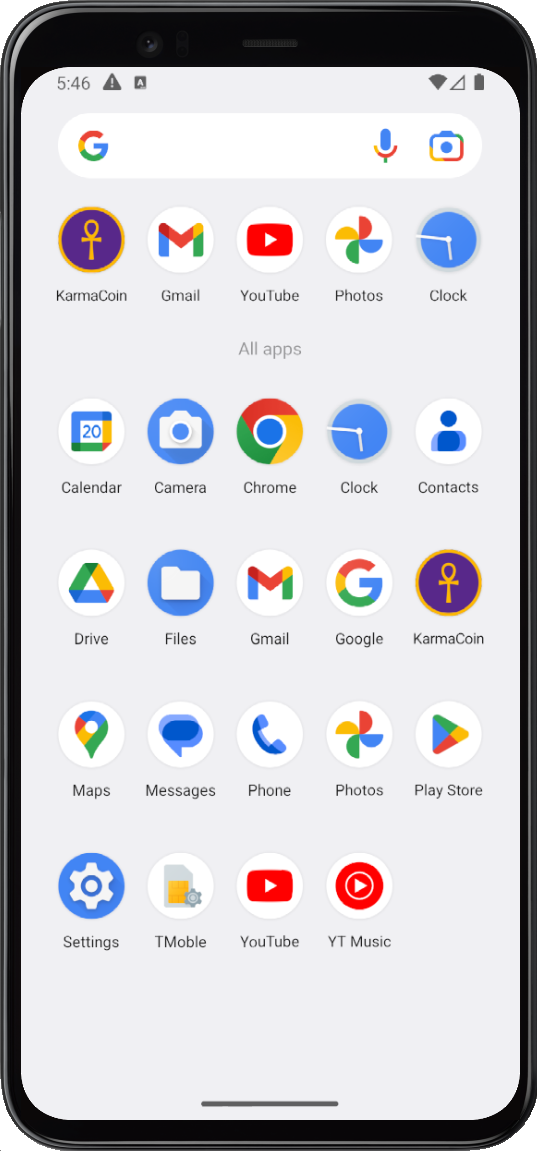 5:46
KarmaCoin Gmail YouTube Photos Clock
All apps
20
Calendar Camera Chrome Clock Contacts
Drive Files Gmail Google KarmaCoin
Maps Messages Phone Photos Play Store
Settings TMoble YouTube YT Music